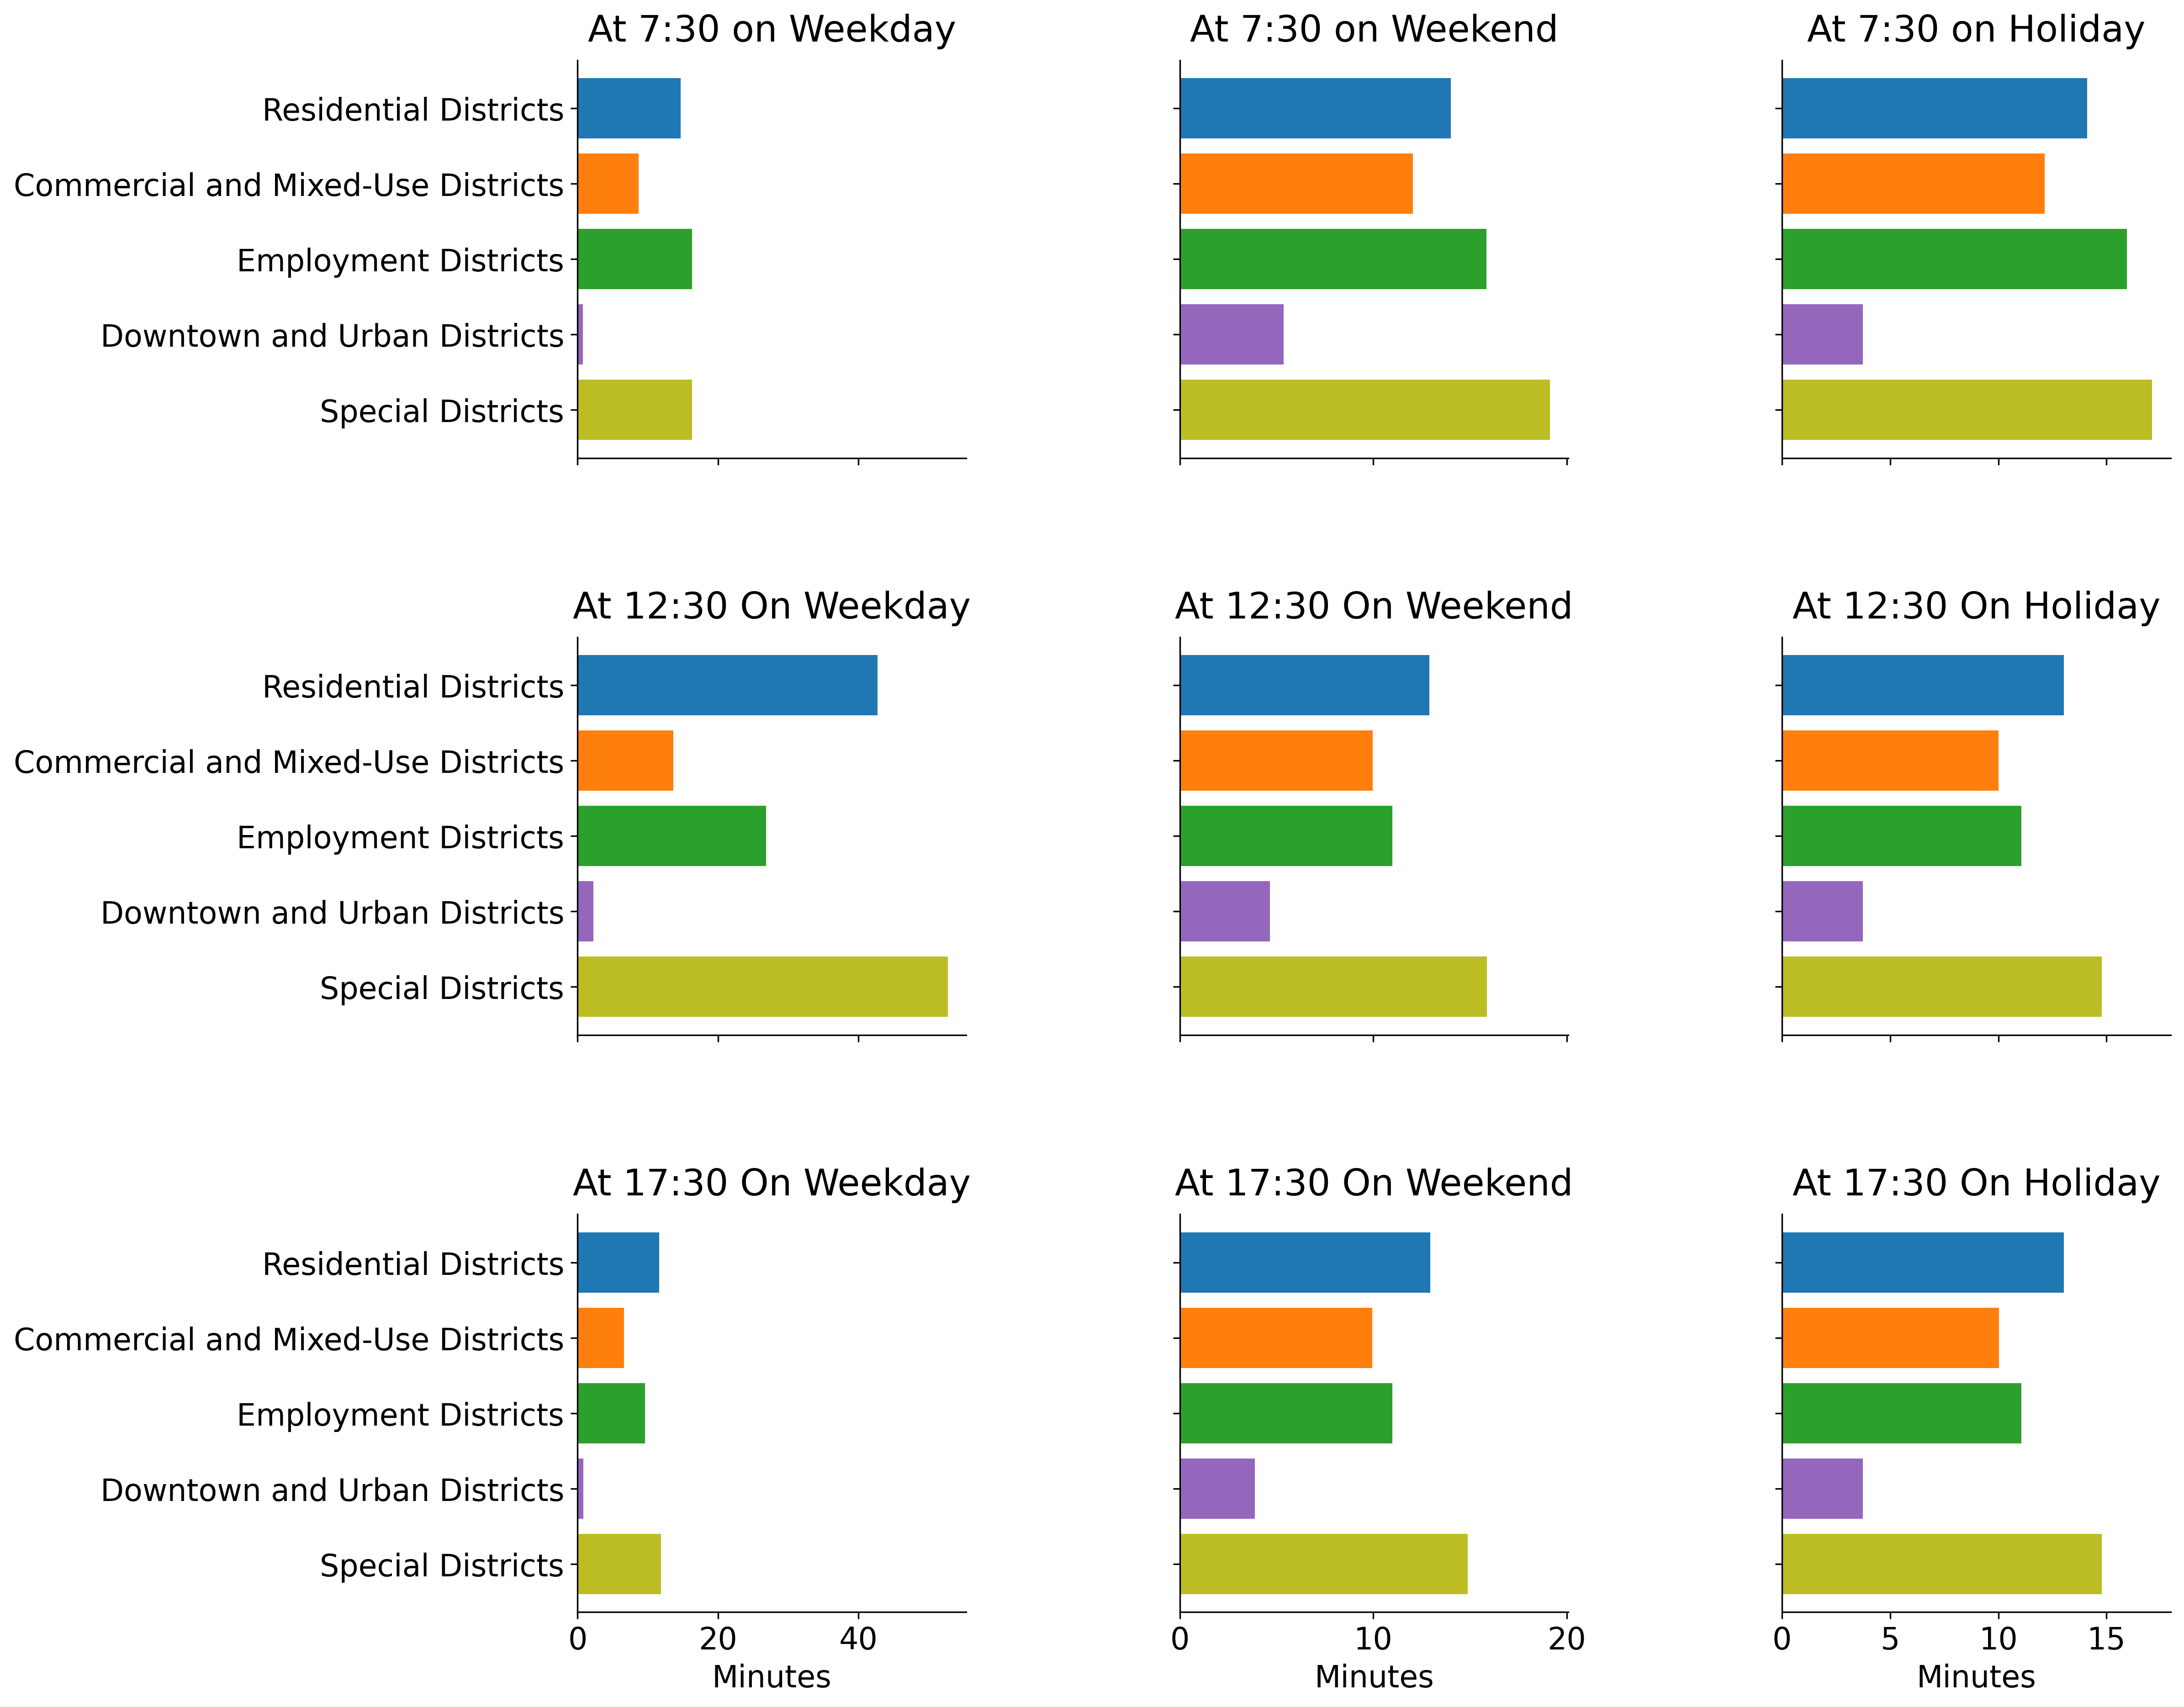 At 7:30 on Weekday
At 7:30 on Weekend
At 7:30 on Holiday
Residential Districts
Commercial and Mixed-Use Districts
Employment Districts
Downtown and Urban Districts
Special Districts
At 12:30 On Weekday
At 12:30 On Weekend
At 12:30 On Holiday
Residential Districts
Commercial and Mixed-Use Districts
Employment Districts
Downtown and Urban Districts
Special Districts
At 17:30 On Weekday
At 17:30 On Weekend
At 17:30 On Holiday
Residential Districts
Commercial and Mixed-Use Districts
Employment Districts
Downtown and Urban Districts
Special Districts
0 20 40
0 10 20
0 5 10 15
Minutes
Minutes
Minutes